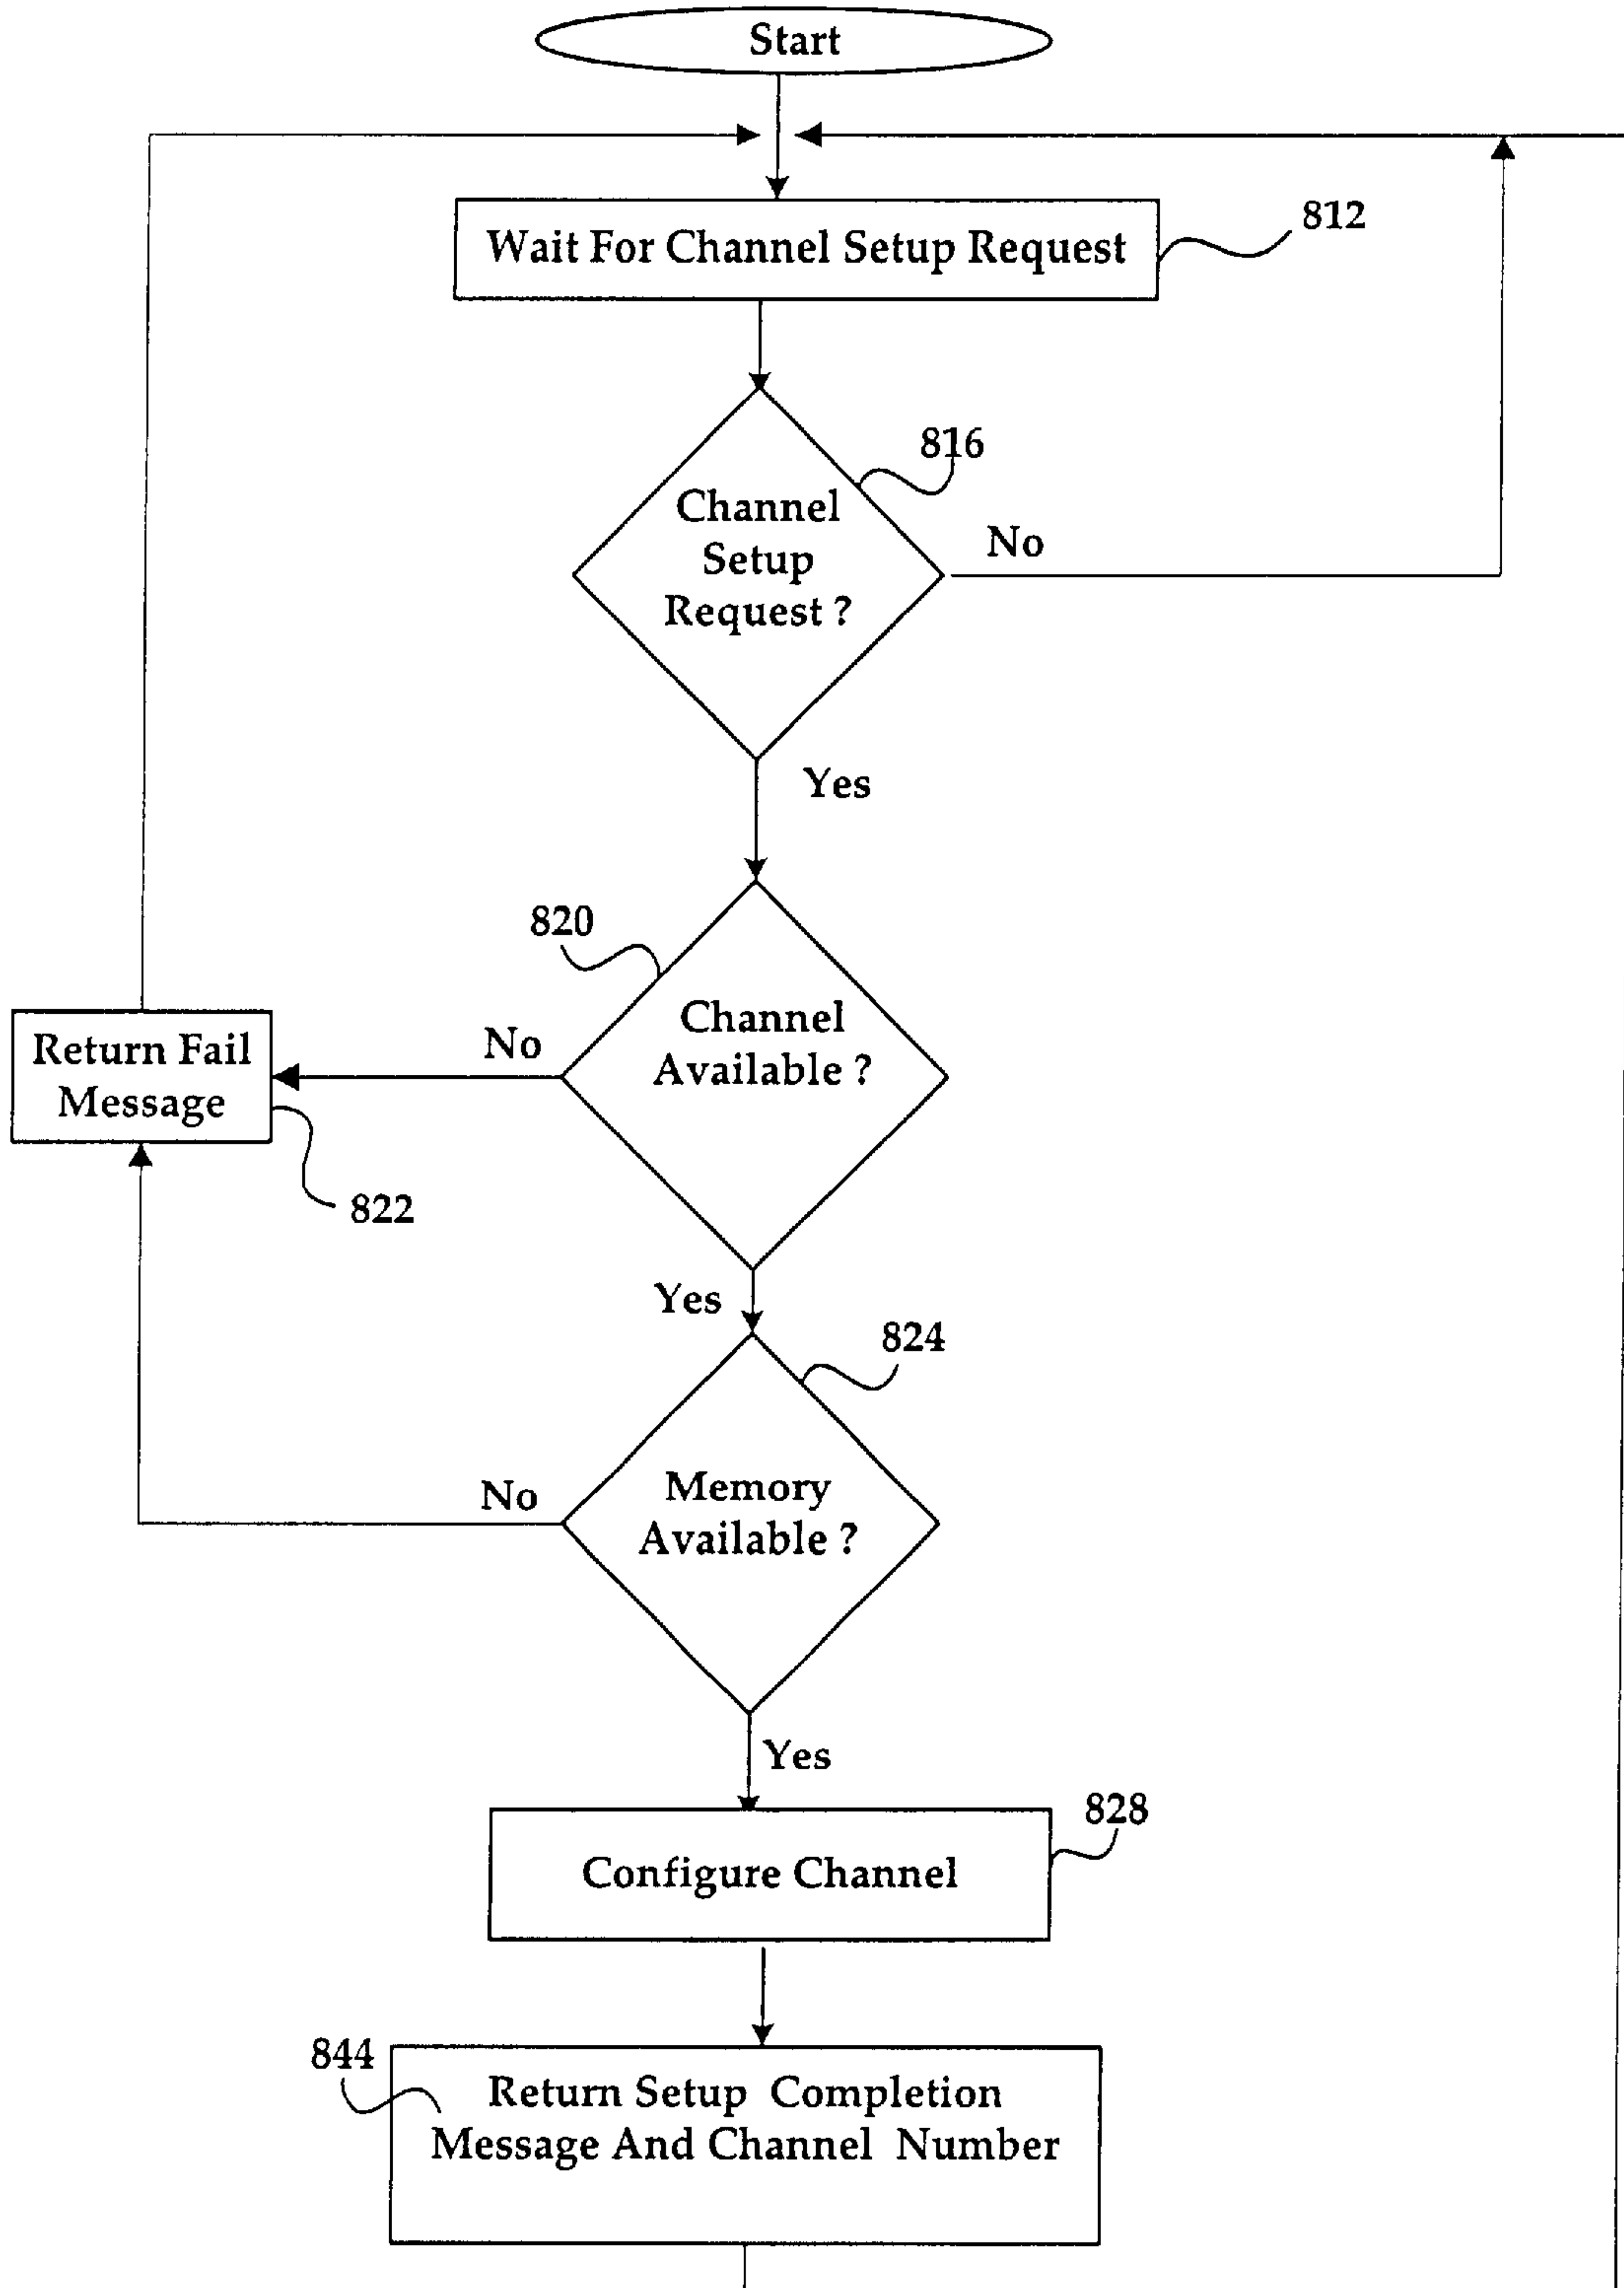 Start
Wait For Channel Setup Request
812
816
Channel
Setup
Request ?
No
Yes
820
Channel
Available ?
No
Return Fail
Message
822
Yes
824
Memory
Available ?
No
Yes
828
Configure Channel
844
Return Setup Completion
Message And Channel Number